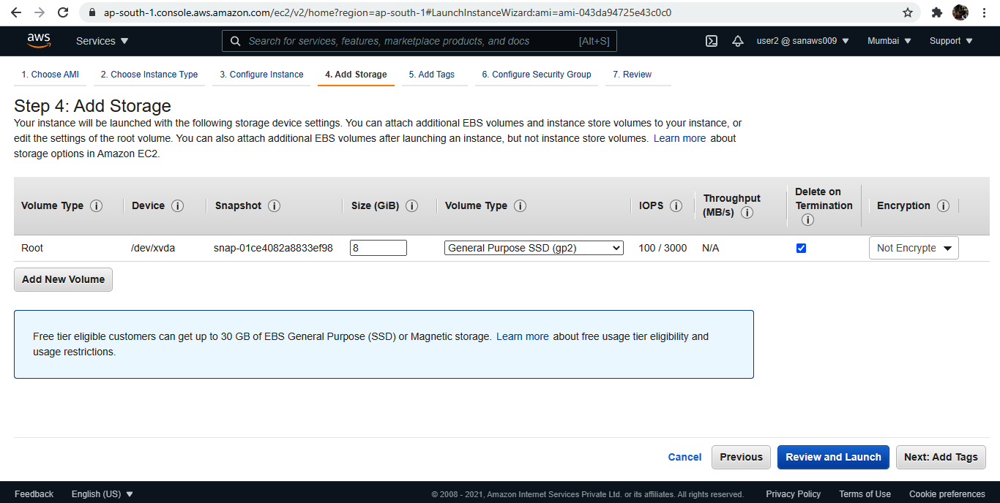 ap-south-1.console.aws.amazon.com/ec2/v2/home?region=ap-south-1#LaunchInstanceWizard:ami=ami-043da94725e43c0c0
aws Services Search for services, features, marketplace products, and docs [Alt+S] user2 @ sanaws009 Mumbai Support
1. Choose AMI 2. Choose Instance Type 3. Configure Instance 4. Add Storage 5. Add Tags 6. Configure Security Group 7. Review
Step 4: Add Storage
Your instance will be launched with the following storage device settings. You can attach additional EBS volumes and instance store volumes to your instance, or
edit the settings of the root volume. You can also attach additional EBS volumes after launching an instance, but not instance store volumes. Learn more about
storage options in Amazon EC2.
Volume Type Device Snapshot Size (GiB) Volume Type IOPS Throughput (MB/s) Delete on Termination Encryption
Root /dev/xvda snap-01ce4082a8833ef98 8 General Purpose SSD (gp2) 100 / 3000 N/A Not Encrypte
Add New Volume
Free tier eligible customers can get up to 30 GB of EBS General Purpose (SSD) or Magnetic storage. Learn more about free usage tier eligibility and
usage restrictions.
Cancel Previous Review and Launch Next: Add Tags
Feedback English (US) © 2008 - 2021, Amazon Internet Services Private Ltd. or its affiliates. All rights reserved. Privacy Policy Terms of Use Cookie preferences